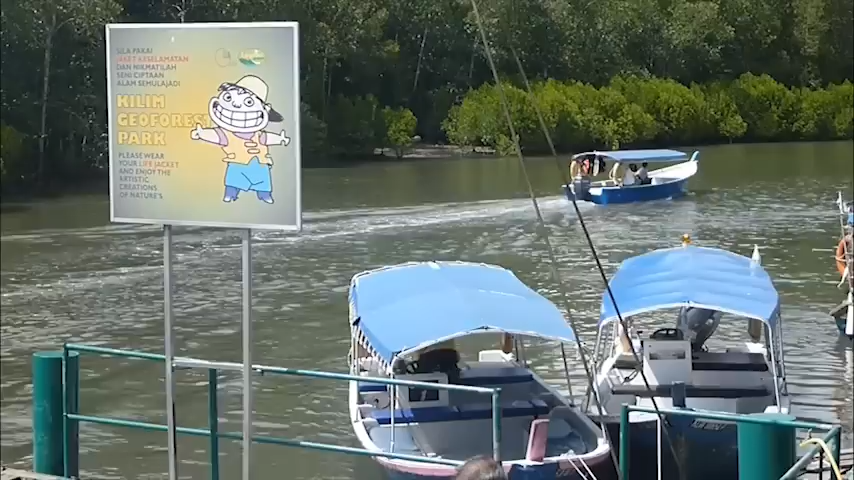 SILA PAKAI
JAKET KESELAMATAN
DAN NIKMATILAH
SENI CIPTAAN
ALAM SEMULAJADI
KILIM
GEOFOREST
PARK
PLEASE WEAR
YOUR LIFE JACKET
AND ENJOY THE
ARTISTIC
CREATIONS
OF NATURE'S